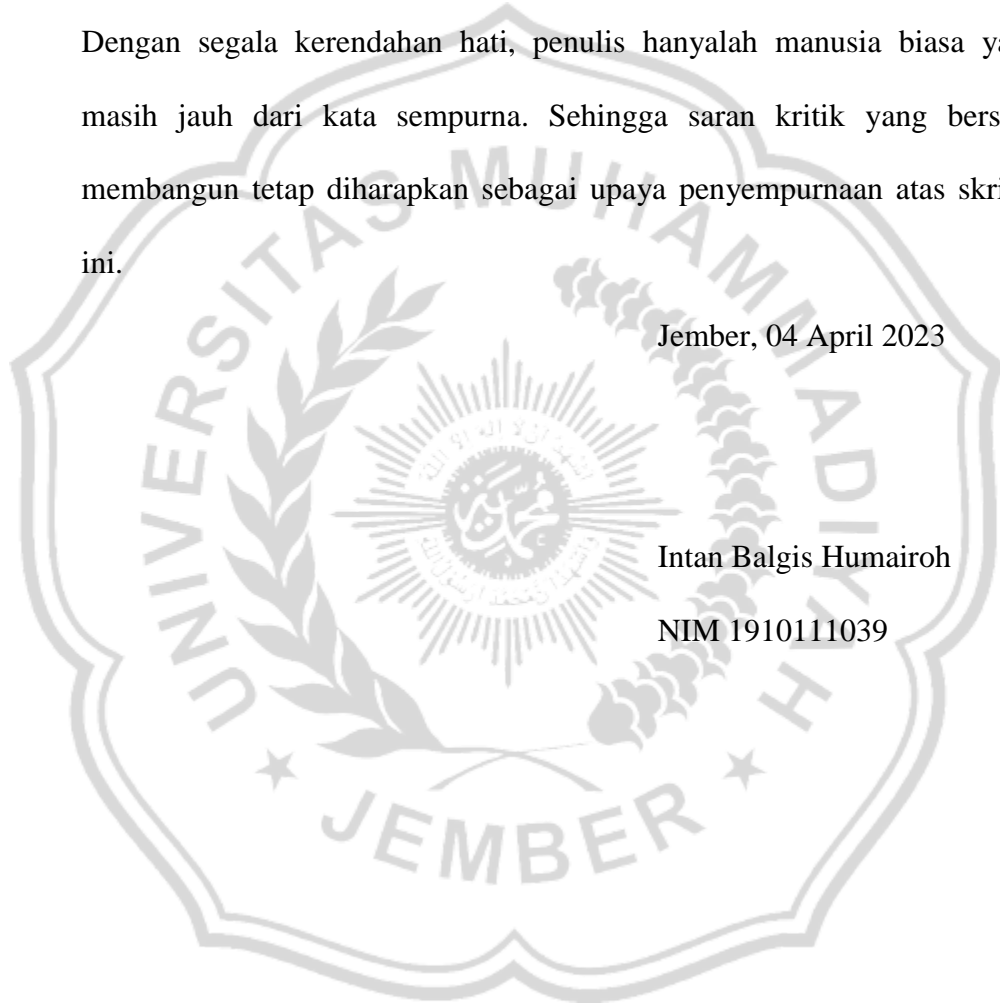 Dengan segala kerendahan hati, penulis hanyalah manusia biasa ya
masih jauh dari kata sempurna. Sehingga saran kritik yang bers
membangun tetap diharapkan sebagai upaya penyempurnaan atas skri
ini.
Jember, 04 April 2023
Intan Balgis Humairoh
NIM 1910111039
UNIVERSITAS MUHAMMADIYAH
JEMBER